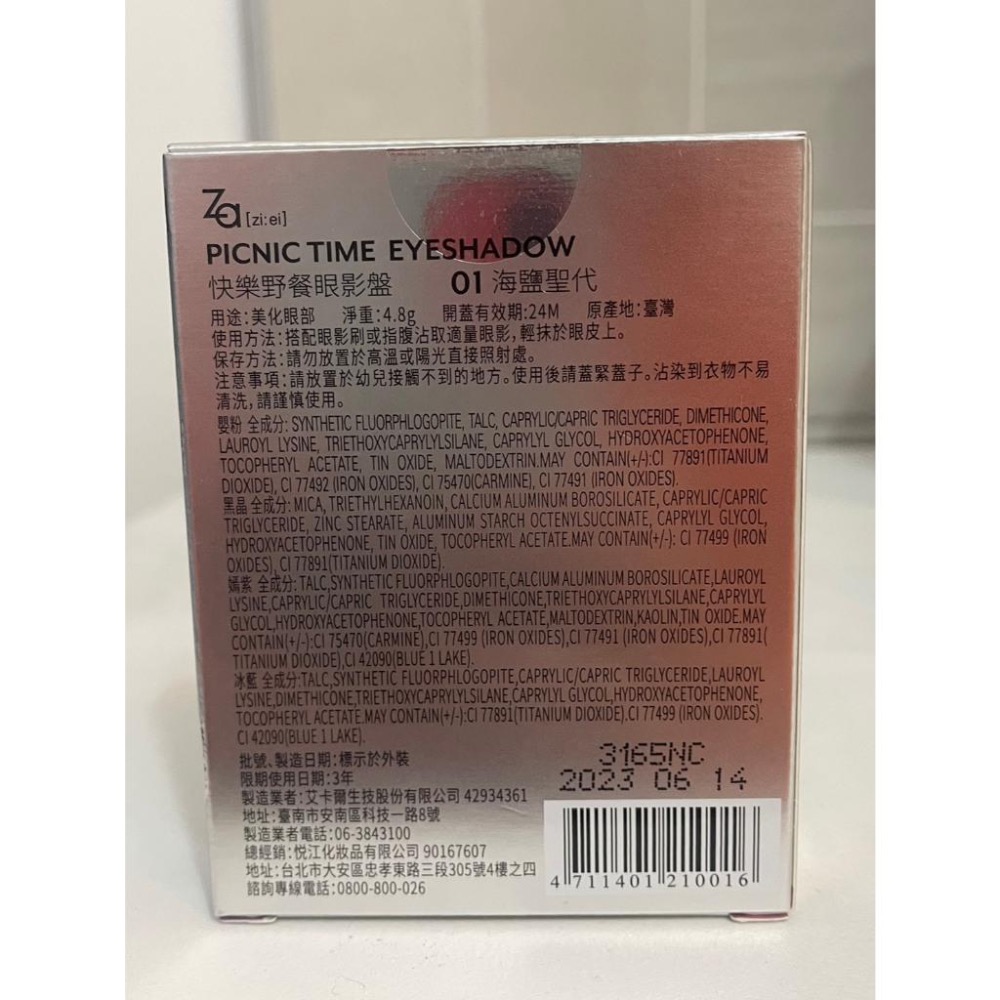 Za [zi:ei]
PICNIC TIME EYESHADOW
快樂野餐眼影盤 01 海鹽聖代
用途:美化眼部 淨重:4.8g 開蓋有效期:24M 原產地:臺灣
使用方法:搭配眼影刷或指腹沾取適量眼影,輕抹於眼皮上。
保存方法:請勿放置於高溫或陽光直接照射處。
注意事項:請放置於幼兒接觸不到的地方。使用後請蓋緊蓋子。沾染到衣物不易
清洗,請謹慎使用。
嬰粉 全成分: SYNTHETIC FLUORPHLOGOPITE, TALC, CAPRYLIC/CAPRIC TRIGLYCERIDE, DIMETHICONE,
LAUROYL LYSINE, TRIETHOXYCAPRYLYLSILANE, CAPRYLYL GLYCOL, HYDROXYACETOPHENONE,
TOCOPHERYL ACETATE, TIN OXIDE, MALTODEXTRIN.MAY CONTAIN(+/-):CI 77891(TITANIUM
DIOXIDE), CI 77492 (IRON OXIDES), CI 75470(CARMINE), CI 77491 (IRON OXIDES).
黑晶 全成分: MICA, TRIETHYLHEXANOIN, CALCIUM ALUMINUM BOROSILICATE, CAPRYLIC/CAPRIC
TRIGLYCERIDE, ZINC STEARATE, ALUMINUM STARCH OCTENYLSUCCINATE, CAPRYLYL GLYCOL,
HYDROXYACETOPHENONE, TIN OXIDE, TOCOPHERYL ACETATE.MAY CONTAIN(+/-): CI 77499 (IRON
OXIDES), CI 77891(TITANIUM DIOXIDE).
嫣紫 全成分: TALC,SYNTHETIC FLUORPHLOGOPITE,CALCIUM ALUMINUM BOROSILICATE,LAUROYL
LYSINE,CAPRYLIC/CAPRIC TRIGLYCERIDE,DIMETHICONE,TRIETHOXYCAPRYLYLSILANE,CAPRYLYL
GLYCOL,HYDROXYACETOPHENONE,TOCOPHERYL ACETATE,MALTODEXTRIN,KAOLIN,TIN OXIDE.MAY
CONTAIN(+/-):CI 75470(CARMINE),CI 77499 (IRON OXIDES),CI 77491 (IRON OXIDES),CI 77891(
TITANIUM DIOXIDE),CI 42090(BLUE 1 LAKE).
冰藍 全成分:TALC,SYNTHETIC FLUORPHLOGOPITE,CAPRYLIC/CAPRIC TRIGLYCERIDE,LAUROYL
LYSINE,DIMETHICONE,TRIETHOXYCAPRYLYLSILANE,CAPRYLYL GLYCOL,HYDROXYACETOPHENONE,
TOCOPHERYL ACETATE.MAY CONTAIN(+/-):CI 77891(TITANIUM DIOXIDE).CI 77499 (IRON OXIDES).
CI 42090(BLUE 1 LAKE).
批號、製造日期:標示於外裝
限期使用日期:3年
製造業者:艾卡爾生技股份有限公司 42934361
地址:臺南市安南區科技一路8號
製造業者電話:06-3843100
總經銷:悅江化妝品有限公司 90167607
地址:台北市大安區忠孝東路三段305號4樓之四
諮詢專線電話:0800-800-026
3165NC
2023 06 14
4 711401 210016